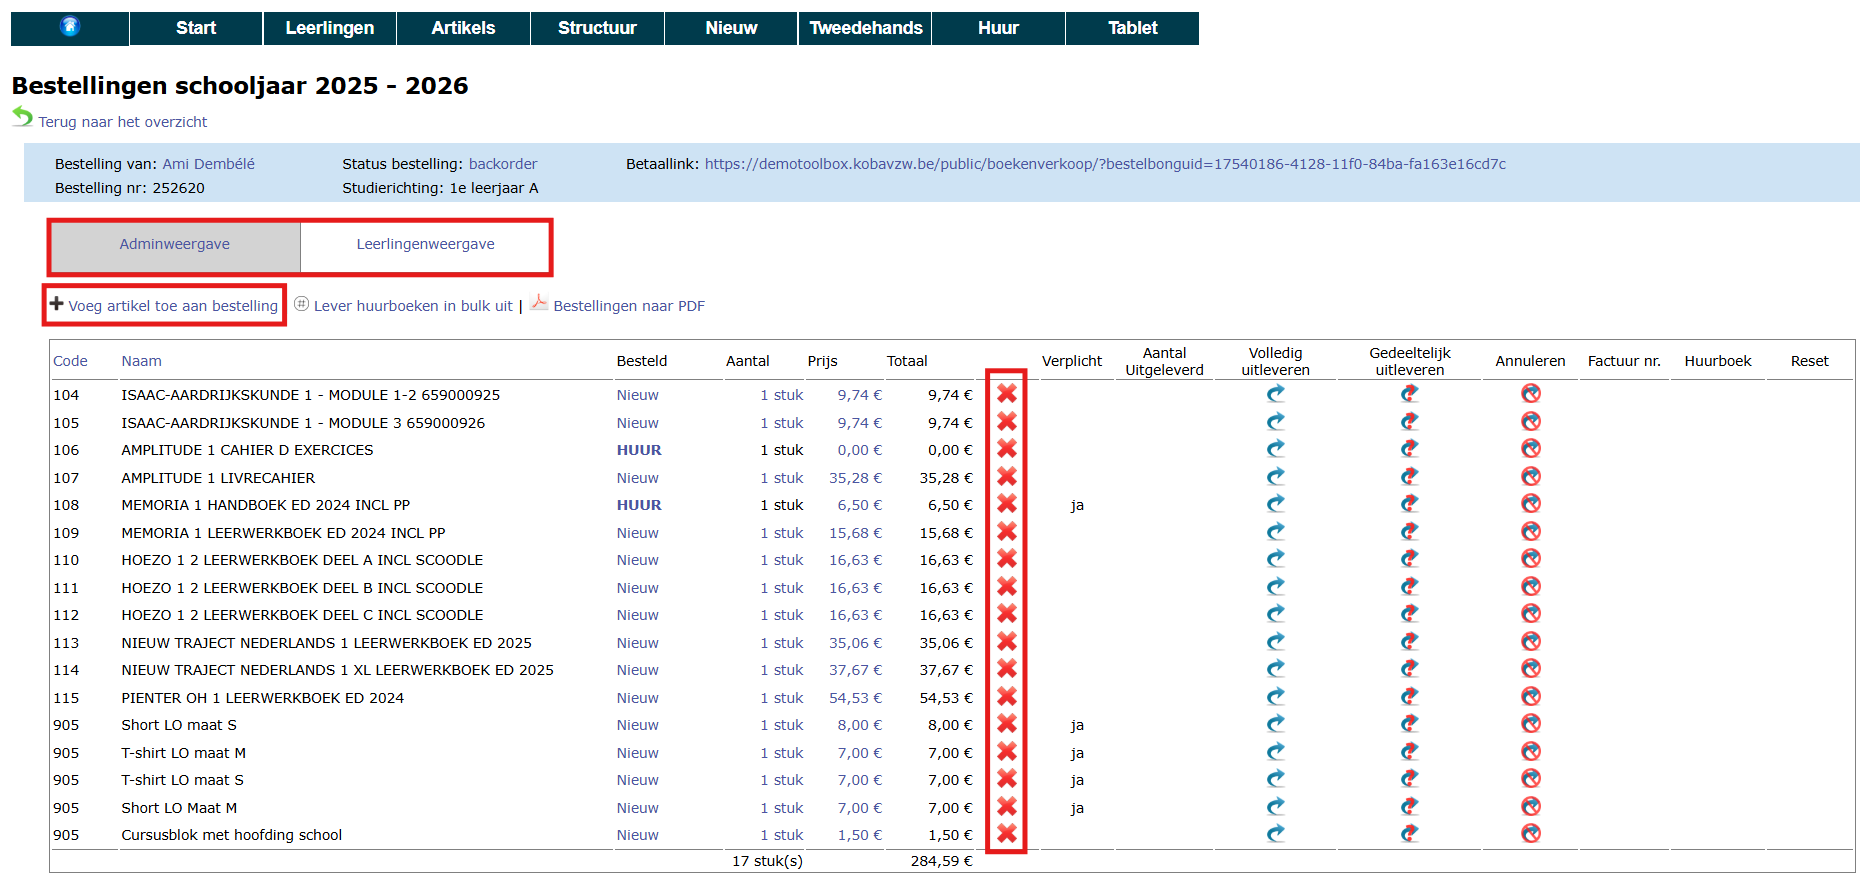 Start Leerlingen Artikels Structuur Nieuw Tweedehands Huur Tablet
Bestellingen schooljaar 2025 - 2026
Terug naar het overzicht
Bestelling van: Ami Dembélé Status bestelling: backorder Betaallink: https://demotoolbox.kobavzw.be/public/boekenverkoop/?bestelbonguid=17540186-4128-11f0-84ba-fa163e16cd7c
Bestelling nr: 252620 Studierichting: 1e leerjaar A
Adminweergave Leerlingenweergave
Voeg artikel toe aan bestelling Lever huurboeken in bulk uit | Bestellingen naar PDF
Code Naam Besteld Aantal Prijs Totaal Verplicht Aantal Uitgeleverd Volledig uitleveren Gedeeltelijk uitleveren Annuleren Factuur nr. Huurboek Reset
104 ISAAC-AARDRIJKSKUNDE 1 - MODULE 1-2 659000925 Nieuw 1 stuk 9,74 € 9,74 €
105 ISAAC-AARDRIJKSKUNDE 1 - MODULE 3 659000926 Nieuw 1 stuk 9,74 € 9,74 €
106 AMPLITUDE 1 CAHIER D EXERCICES HUUR 1 stuk 0,00 € 0,00 €
107 AMPLITUDE 1 LIVRECAHIER Nieuw 1 stuk 35,28 € 35,28 €
108 MEMORIA 1 HANDBOEK ED 2024 INCL PP HUUR 1 stuk 6,50 € 6,50 € ja
109 MEMORIA 1 LEERWERKBOEK ED 2024 INCL PP Nieuw 1 stuk 15,68 € 15,68 €
110 HOEZO 1 2 LEERWERKBOEK DEEL A INCL SCOODLE Nieuw 1 stuk 16,63 € 16,63 €
111 HOEZO 1 2 LEERWERKBOEK DEEL B INCL SCOODLE Nieuw 1 stuk 16,63 € 16,63 €
112 HOEZO 1 2 LEERWERKBOEK DEEL C INCL SCOODLE Nieuw 1 stuk 16,63 € 16,63 €
113 NIEUW TRAJECT NEDERLANDS 1 LEERWERKBOEK ED 2025 Nieuw 1 stuk 35,06 € 35,06 €
114 NIEUW TRAJECT NEDERLANDS 1 XL LEERWERKBOEK ED 2025 Nieuw 1 stuk 37,67 € 37,67 €
115 PIENTER OH 1 LEERWERKBOEK ED 2024 Nieuw 1 stuk 54,53 € 54,53 €
905 Short LO maat S Nieuw 1 stuk 8,00 € 8,00 € ja
905 T-shirt LO maat M Nieuw 1 stuk 7,00 € 7,00 € ja
905 T-shirt LO maat S Nieuw 1 stuk 7,00 € 7,00 € ja
905 Short LO Maat M Nieuw 1 stuk 7,00 € 7,00 € ja
905 Cursusblok met hoofding school Nieuw 1 stuk 1,50 € 1,50 €
17 stuk(s) 284,59 €